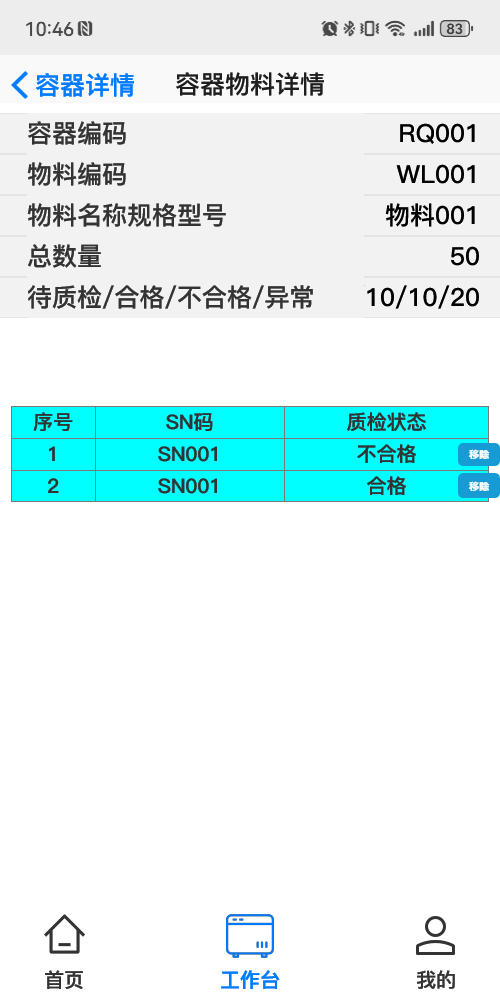 10:46 83
容器详情 容器物料详情
容器编码 RQ001
物料编码 WL001
物料名称规格型号 物料001
总数量 50
待质检/合格/不合格/异常 10/10/20
序号 SN码 质检状态
1 SN001 不合格 移除
2 SN001 合格 移除
首页 工作台 我的